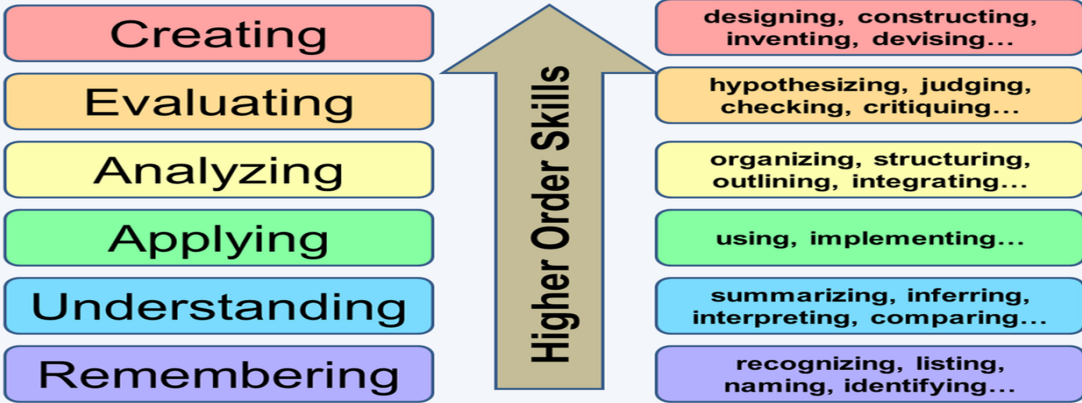 Creating
designing, constructing,
inventing, devising...
Evaluating
hypothesizing, judging,
checking, critiquing...
Analyzing
organizing, structuring,
outlining, integrating...
Applying
using, implementing...
Understanding
summarizing, inferring,
interpreting, comparing...
Remembering
recognizing, listing,
naming, identifying...
Higher Order Skills